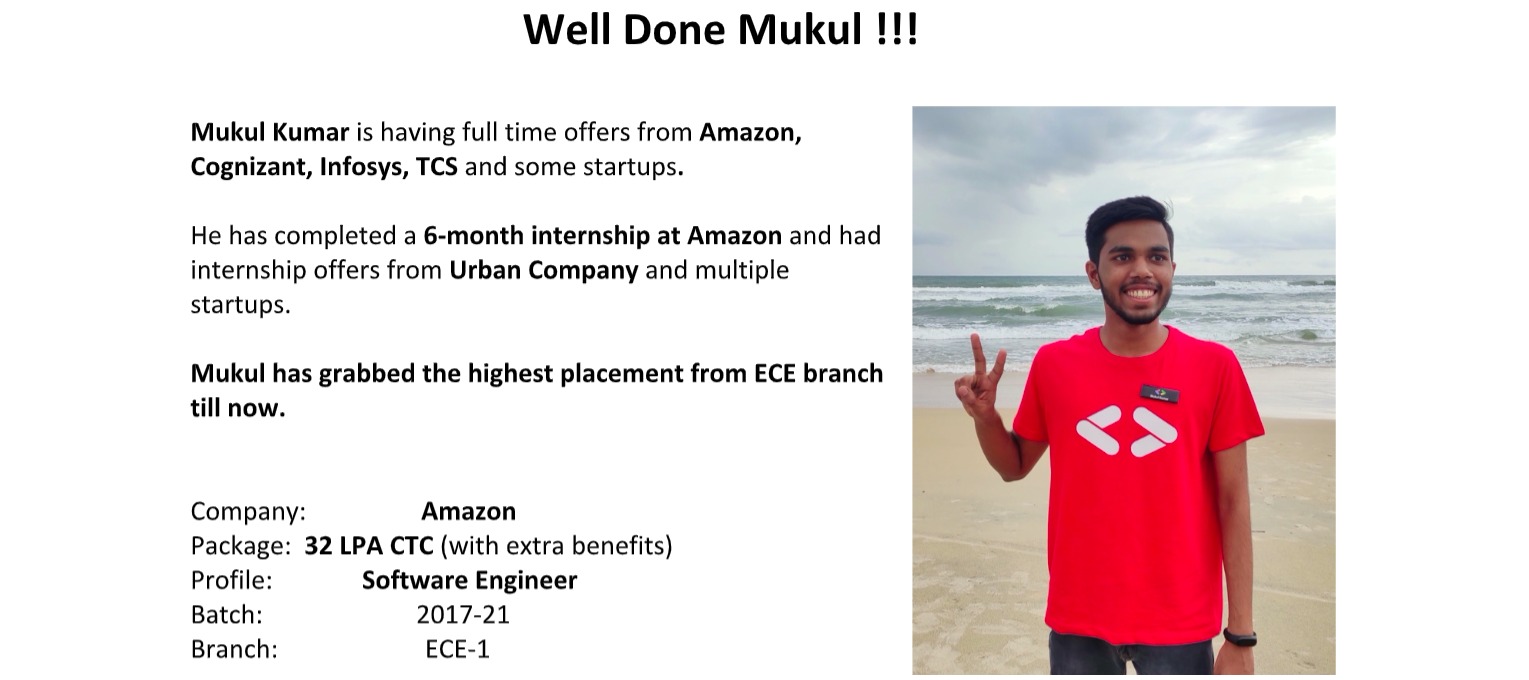 Well Done Mukul !!!
Mukul Kumar is having full time offers from Amazon,
Cognizant, Infosys, TCS and some startups.
He has completed a 6-month internship at Amazon and had
internship offers from Urban Company and multiple
startups.
Mukul has grabbed the highest placement from ECE branch
till now.
Company: Amazon
Package: 32 LPA CTC (with extra benefits)
Profile: Software Engineer
Batch: 2017-21
Branch: ECE-1